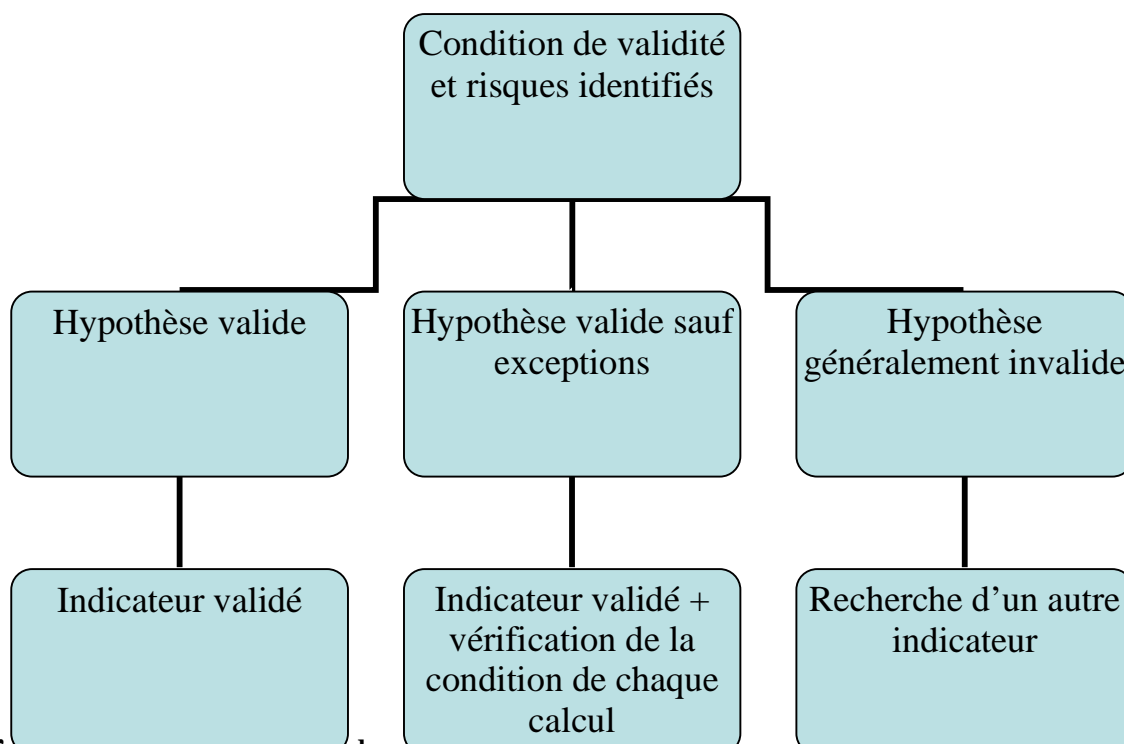 Condition de validité
et risques identifiés
Hypothèse valide
Hypothèse valide sauf
exceptions
Hypothèse
généralement invalide
Indicateur validé
Indicateur validé +
vérification de la
condition de chaque
calcul
Recherche d’un autre
indicateur